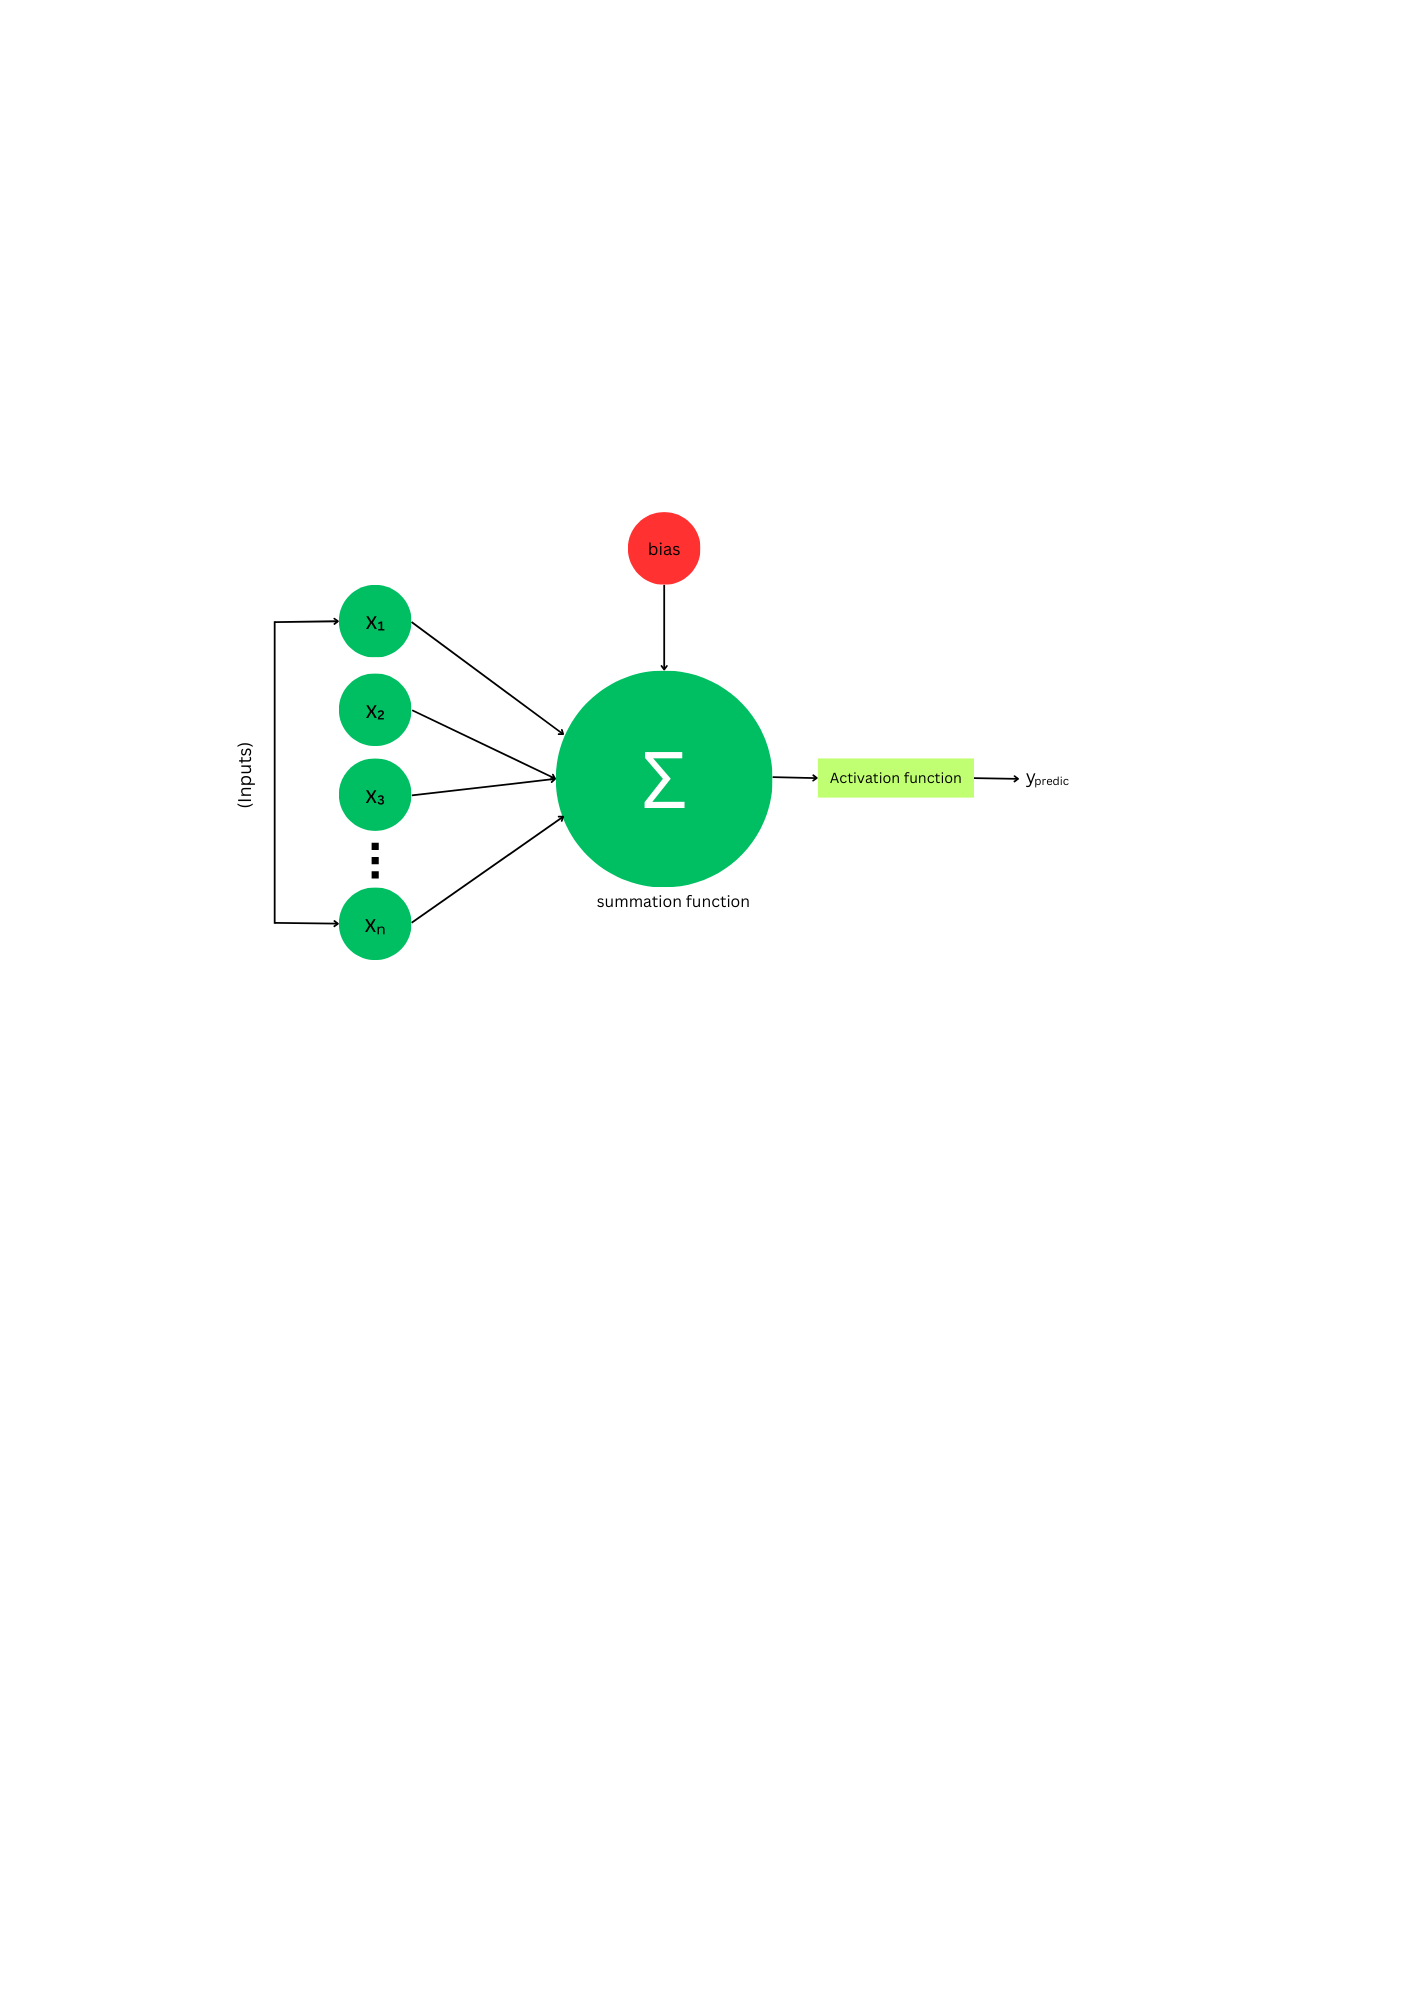 bias
x₁
x₂
(Inputs)
x₃
Σ
Activation function
yₚᵣₑdᵢc
summation function
xₙ